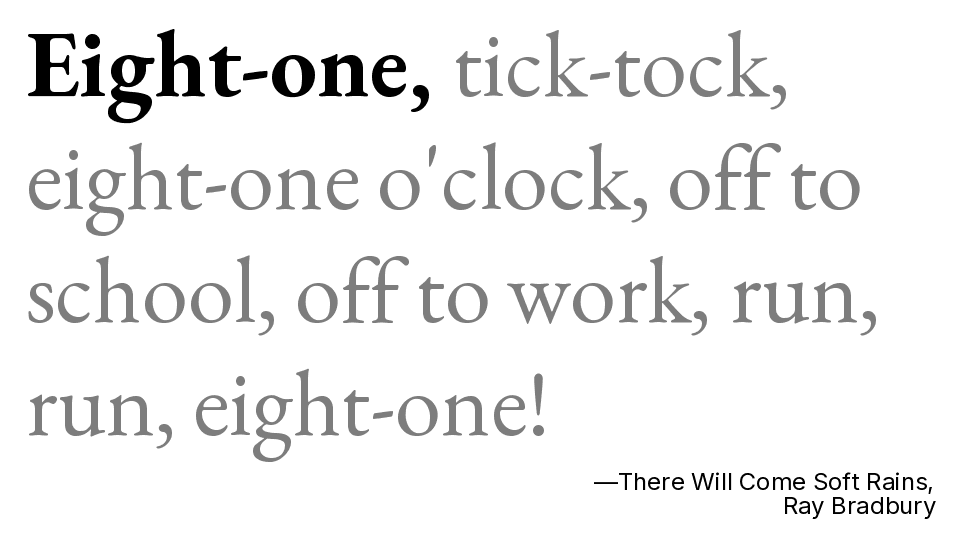 Eight-one, tick-tock,
eight-one o'clock, off to
school, off to work, run,
run, eight-one!
—There Will Come Soft Rains,
Ray Bradbury